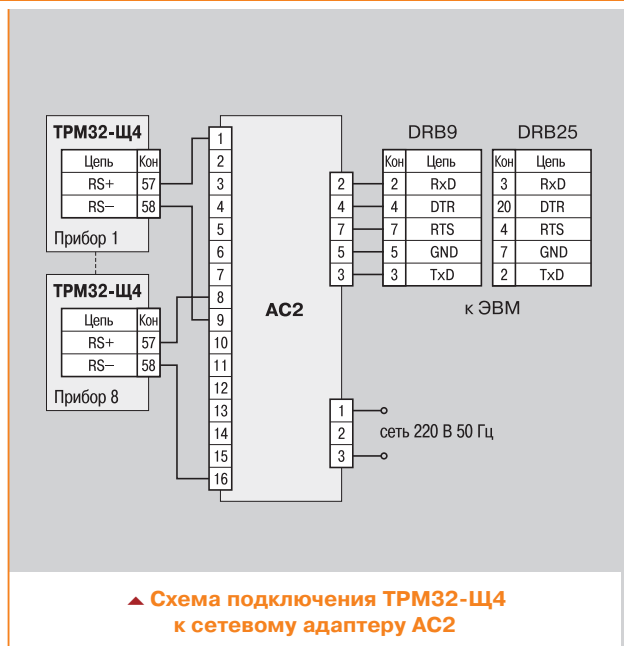 ТРМ32-Щ4
Цепь Кон
RS+ 57
RS– 58
Прибор 1
ТРМ32-Щ4
Цепь Кон
RS+ 57
RS– 58
Прибор 8
1
2
3
4
5
6
7
8
9
10
11
12
13
14
15
16
АС2
2
4
7
5
3
1
2
3
DRB9
Кон Цепь
2 RxD
4 DTR
7 RTS
5 GND
3 TxD
DRB25
Кон Цепь
3 RxD
20 DTR
4 RTS
7 GND
2 TxD
к ЭВМ
сеть 220 В 50 Гц
Схема подключения ТРМ32-Щ4
к сетевому адаптеру АС2